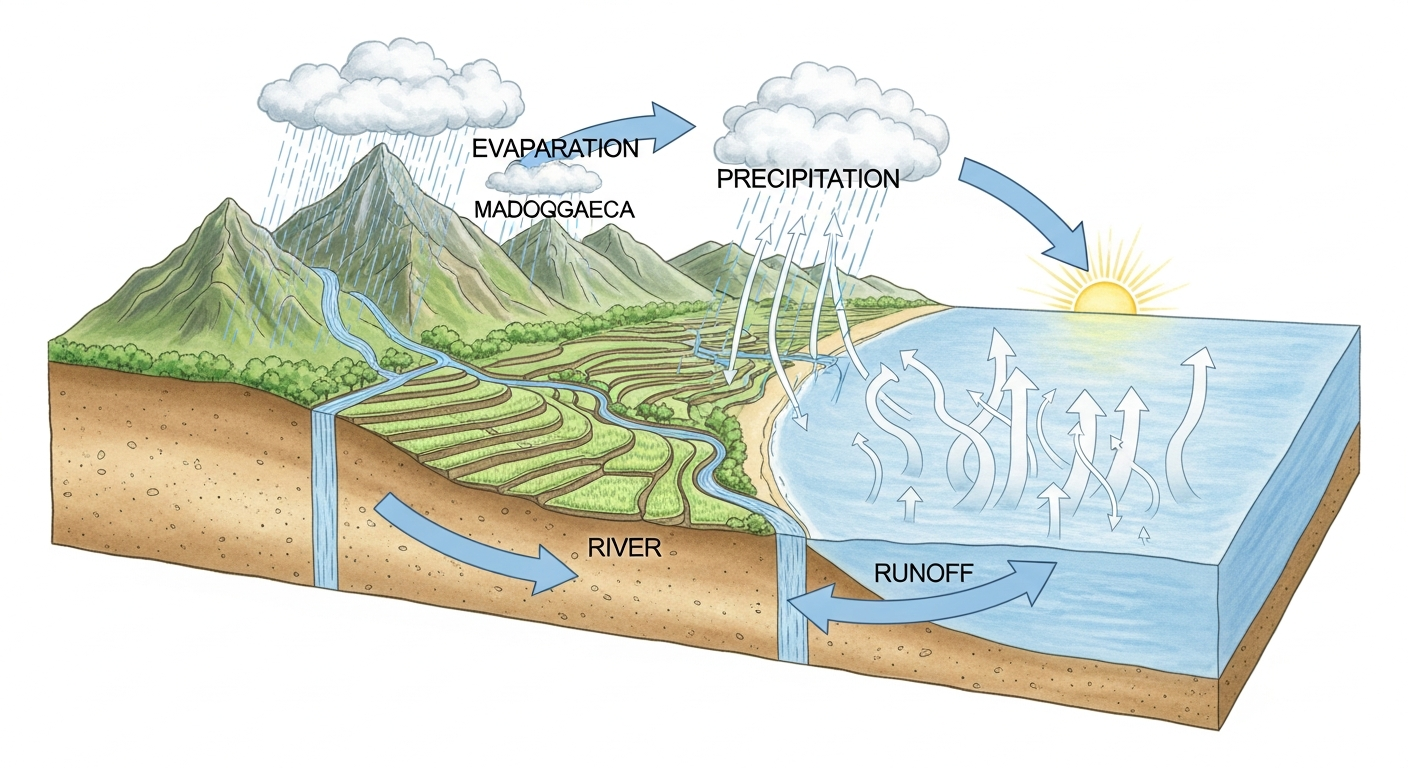 EVAPARATION
PRECIPITATION
MADOQGAECA
RIVER
RUNOFF